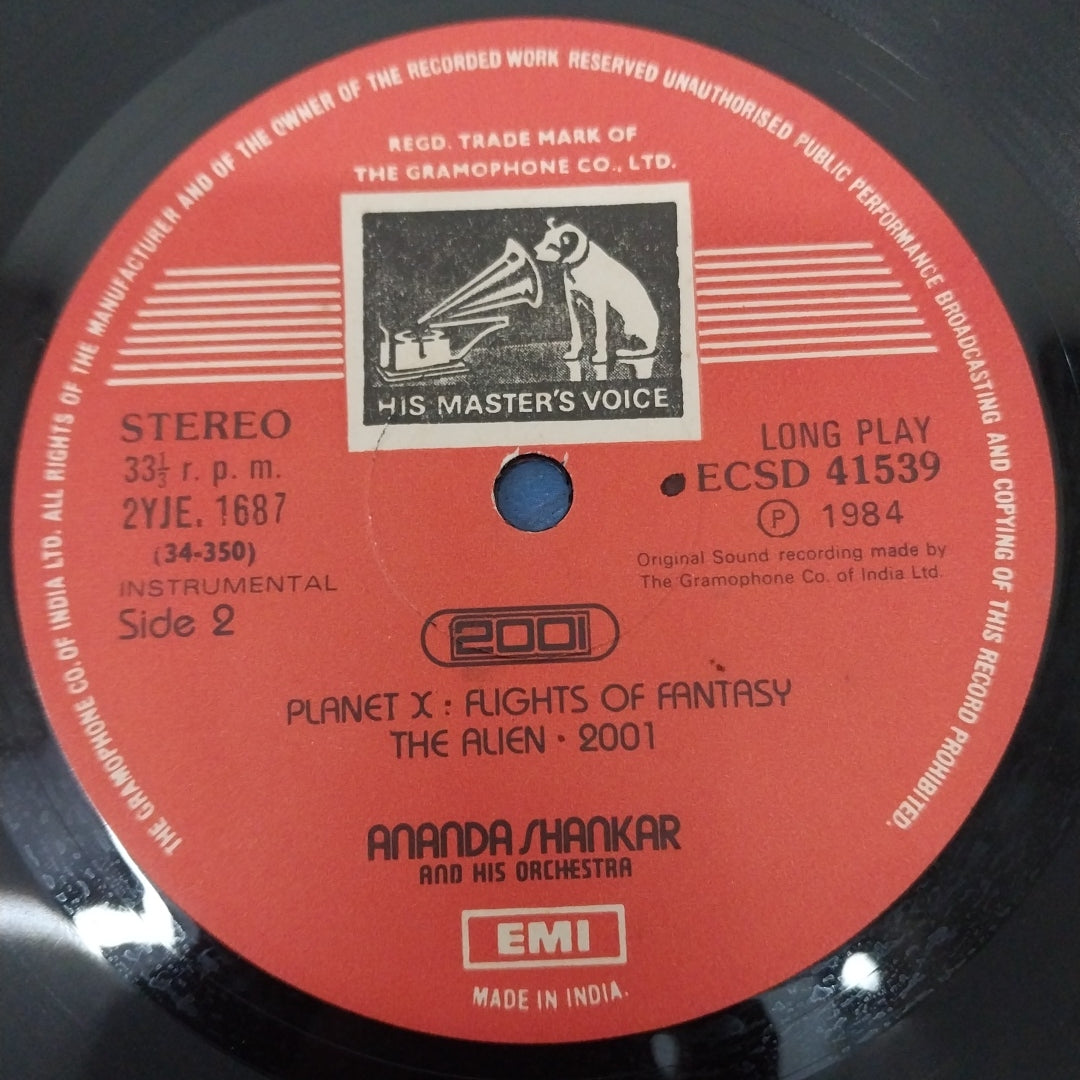 THE GRAMOPHONE CO. OF INDIA LTD. ALL RIGHTS OF THE MANUFACTURER AND OF THE OWNER OF THE RECORDED WORK RESERVED UNAUTHORISED PUBLIC PERFORMANCE BROADCASTING AND COPYING OF THIS RECORD PROHIBITED.
REGD. TRADE MARK OF
THE GRAMOPHONE CO., LTD.
HIS MASTER'S VOICE
STEREO
33⅓ r. p. m.
2YJE. 1687
(34-350)
INSTRUMENTAL
Side 2
LONG PLAY
ECSD 41539
Ⓟ 1984
Original Sound recording made by
The Gramophone Co. of India Ltd.
2001
PLANET X : FLIGHTS OF FANTASY
THE ALIEN · 2001
ANANDA SHANKAR
AND HIS ORCHESTRA
EMI
MADE IN INDIA.